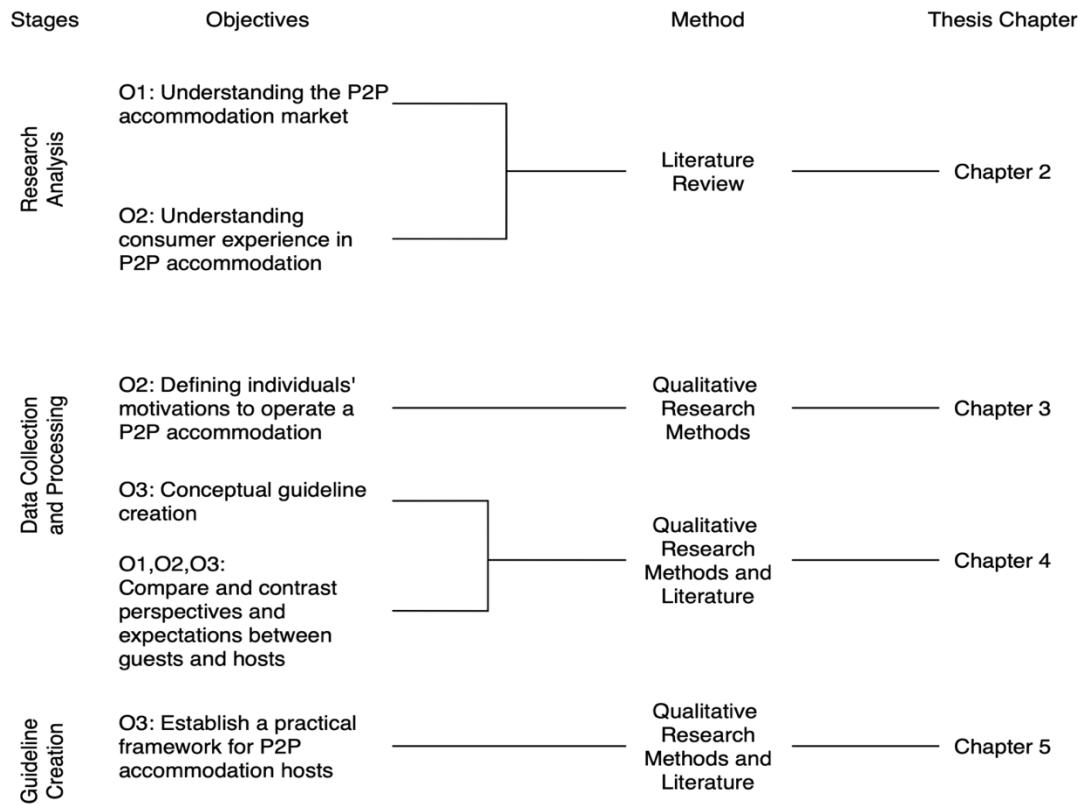 Stages Objectives Method Thesis Chapter
Research
Analysis
O1: Understanding the P2P
accommodation market
O2: Understanding
consumer experience in
P2P accommodation
Literature
Review
Chapter 2
Data Collection
and Processing
O2: Defining individuals'
motivations to operate a
P2P accommodation
Qualitative
Research
Methods
Chapter 3
O3: Conceptual guideline
creation
O1,O2,O3:
Compare and contrast
perspectives and
expectations between
guests and hosts
Qualitative
Research
Methods and
Literature
Chapter 4
Guideline
Creation
O3: Establish a practical
framework for P2P
accommodation hosts
Qualitative
Research
Methods and
Literature
Chapter 5